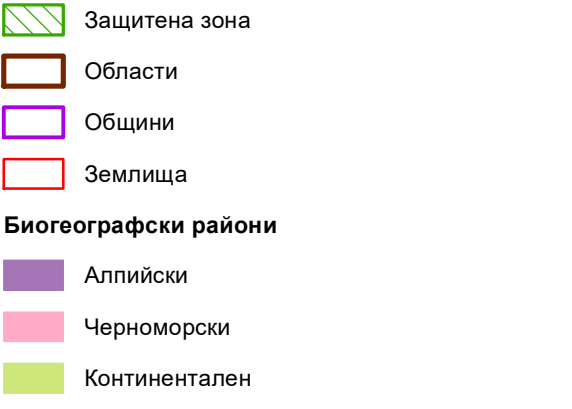 Защитена зона
Области
Общини
Землища
Биогеографски райони
Алпийски
Черноморски
Континентален